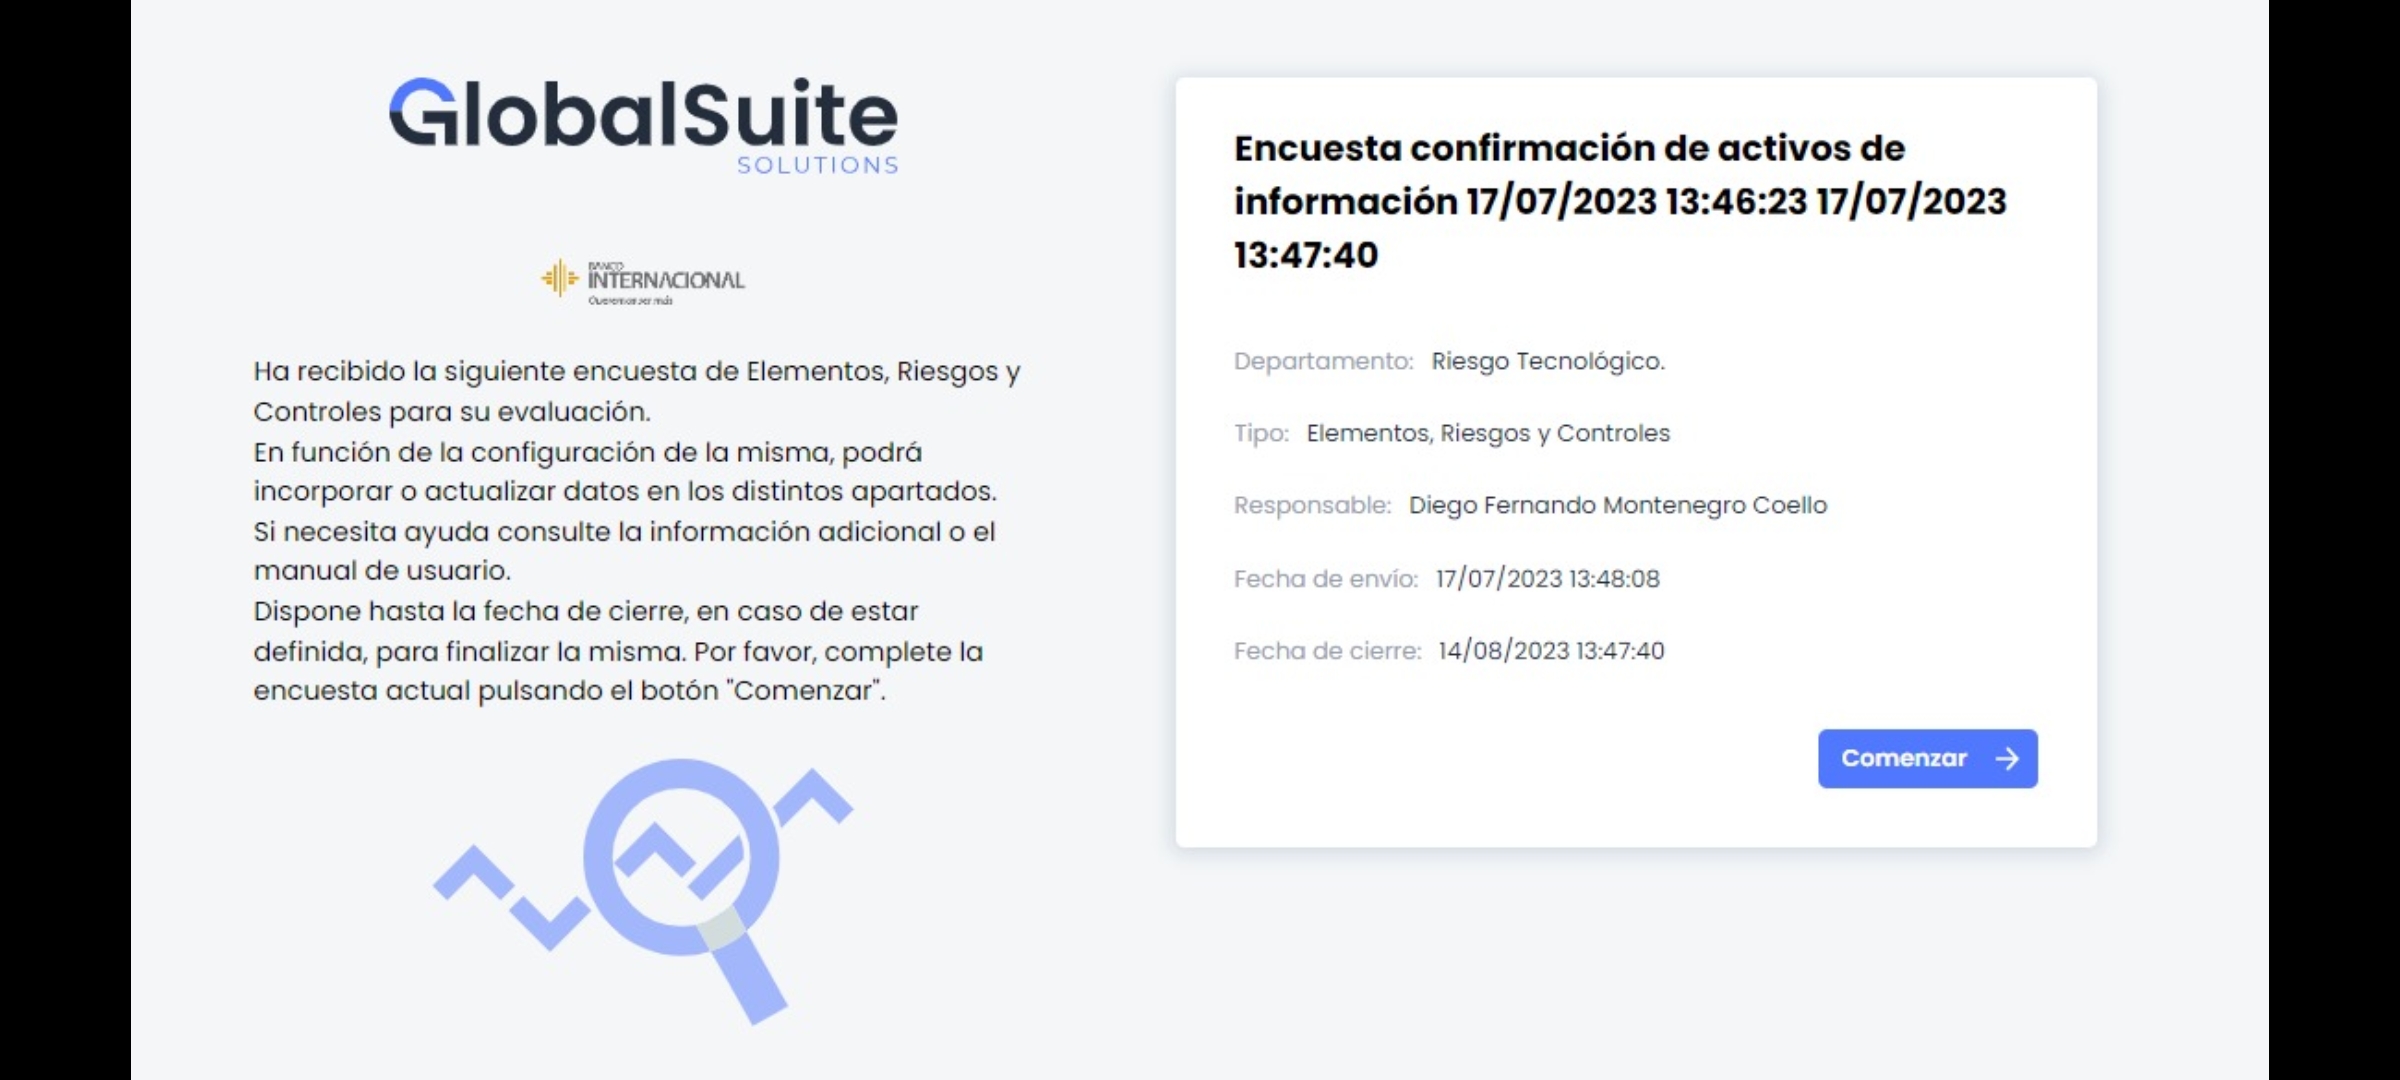 GlobalSuite
SOLUTIONS
BANCO
INTERNACIONAL
Queremos ser más
Ha recibido la siguiente encuesta de Elementos, Riesgos y
Controles para su evaluación.
En función de la configuración de la misma, podrá
incorporar o actualizar datos en los distintos apartados.
Si necesita ayuda consulte la información adicional o el
manual de usuario.
Dispone hasta la fecha de cierre, en caso de estar
definida, para finalizar la misma. Por favor, complete la
encuesta actual pulsando el botón "Comenzar".
Encuesta confirmación de activos de
información 17/07/2023 13:46:23 17/07/2023
13:47:40
Departamento: Riesgo Tecnológico.
Tipo: Elementos, Riesgos y Controles
Responsable: Diego Fernando Montenegro Coello
Fecha de envío: 17/07/2023 13:48:08
Fecha de cierre: 14/08/2023 13:47:40
Comenzar